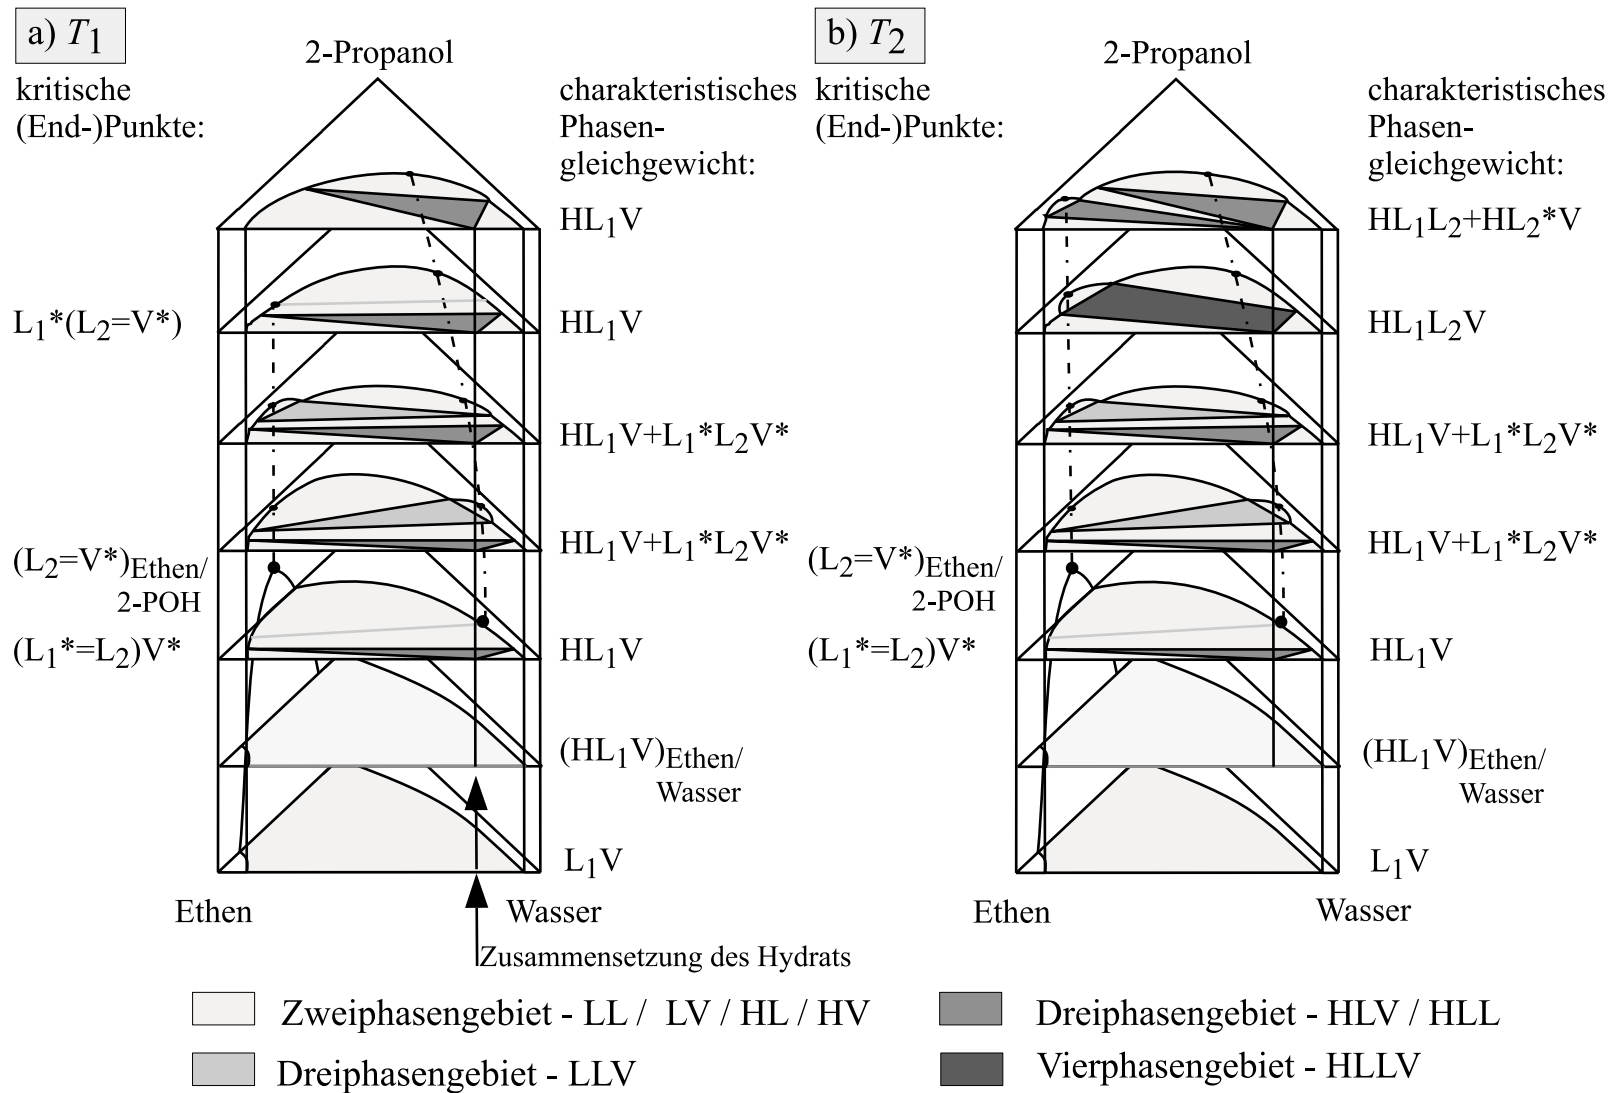 a) T1
2-Propanol
kritische
(End-)Punkte:
charakteristisches
Phasen-
gleichgewicht:
HL1V
L1*(L2=V*)
HL1V
HL1V+L1*L2V*
HL1V+L1*L2V*
(L2=V*)Ethen/
2-POH
(L1*=L2)V*
HL1V
(HL1V)Ethen/
Wasser
L1V
Ethen
Wasser
Zusammensetzung des Hydrats
b) T2
2-Propanol
kritische
(End-)Punkte:
charakteristisches
Phasen-
gleichgewicht:
HL1L2+HL2*V
HL1L2V
HL1V+L1*L2V*
HL1V+L1*L2V*
(L2=V*)Ethen/
2-POH
(L1*=L2)V*
HL1V
(HL1V)Ethen/
Wasser
L1V
Ethen
Wasser
Zweiphasengebiet - LL / LV / HL / HV
Dreiphasengebiet - HLV / HLL
Dreiphasengebiet - LLV
Vierphasengebiet - HLLV